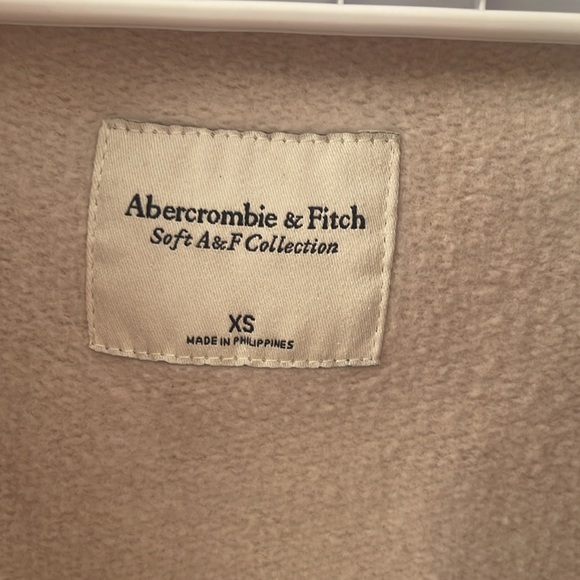 Abercrombie & Fitch
Soft A&F Collection
XS
MADE IN PHILIPPINES